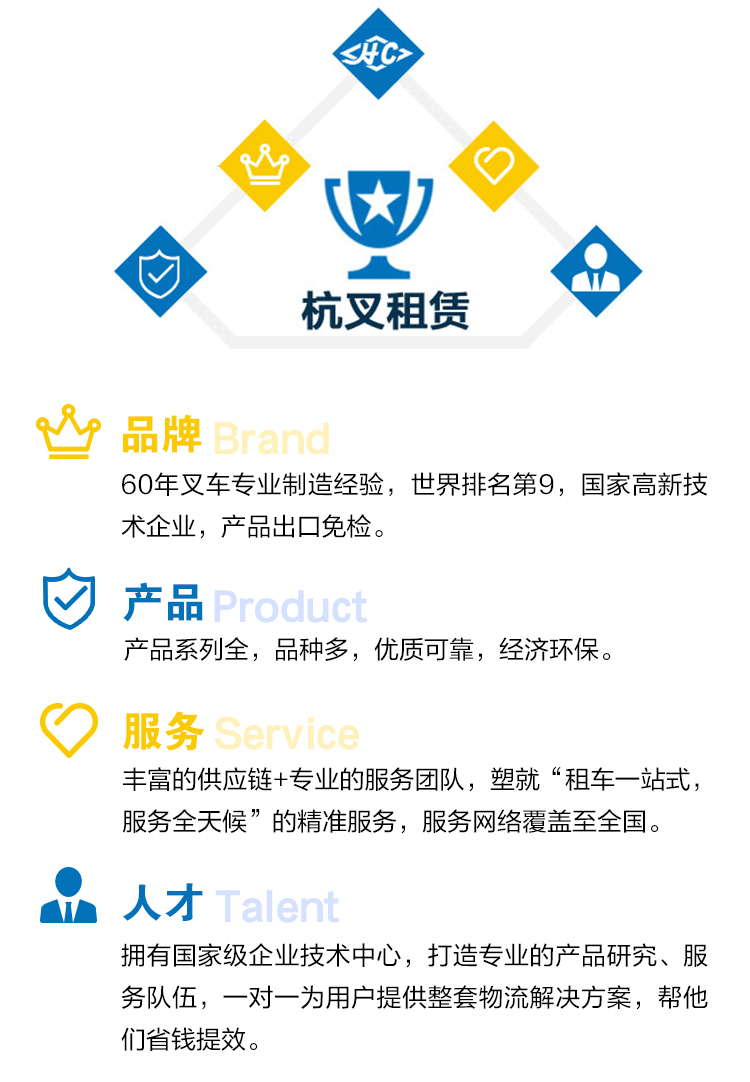 HC
杭叉租赁
品牌 Brand
60年叉车专业制造经验，世界排名第9，国家高新技
术企业，产品出口免检。
产品 Product
产品系列全，品种多，优质可靠，经济环保。
服务 Service
丰富的供应链+专业的服务团队，塑就“租车一站式，
服务全天候”的精准服务，服务网络覆盖至全国。
人才 Talent
拥有国家级企业技术中心，打造专业的产品研究、服
务队伍，一对一为用户提供整套物流解决方案，帮他
们省钱提效。